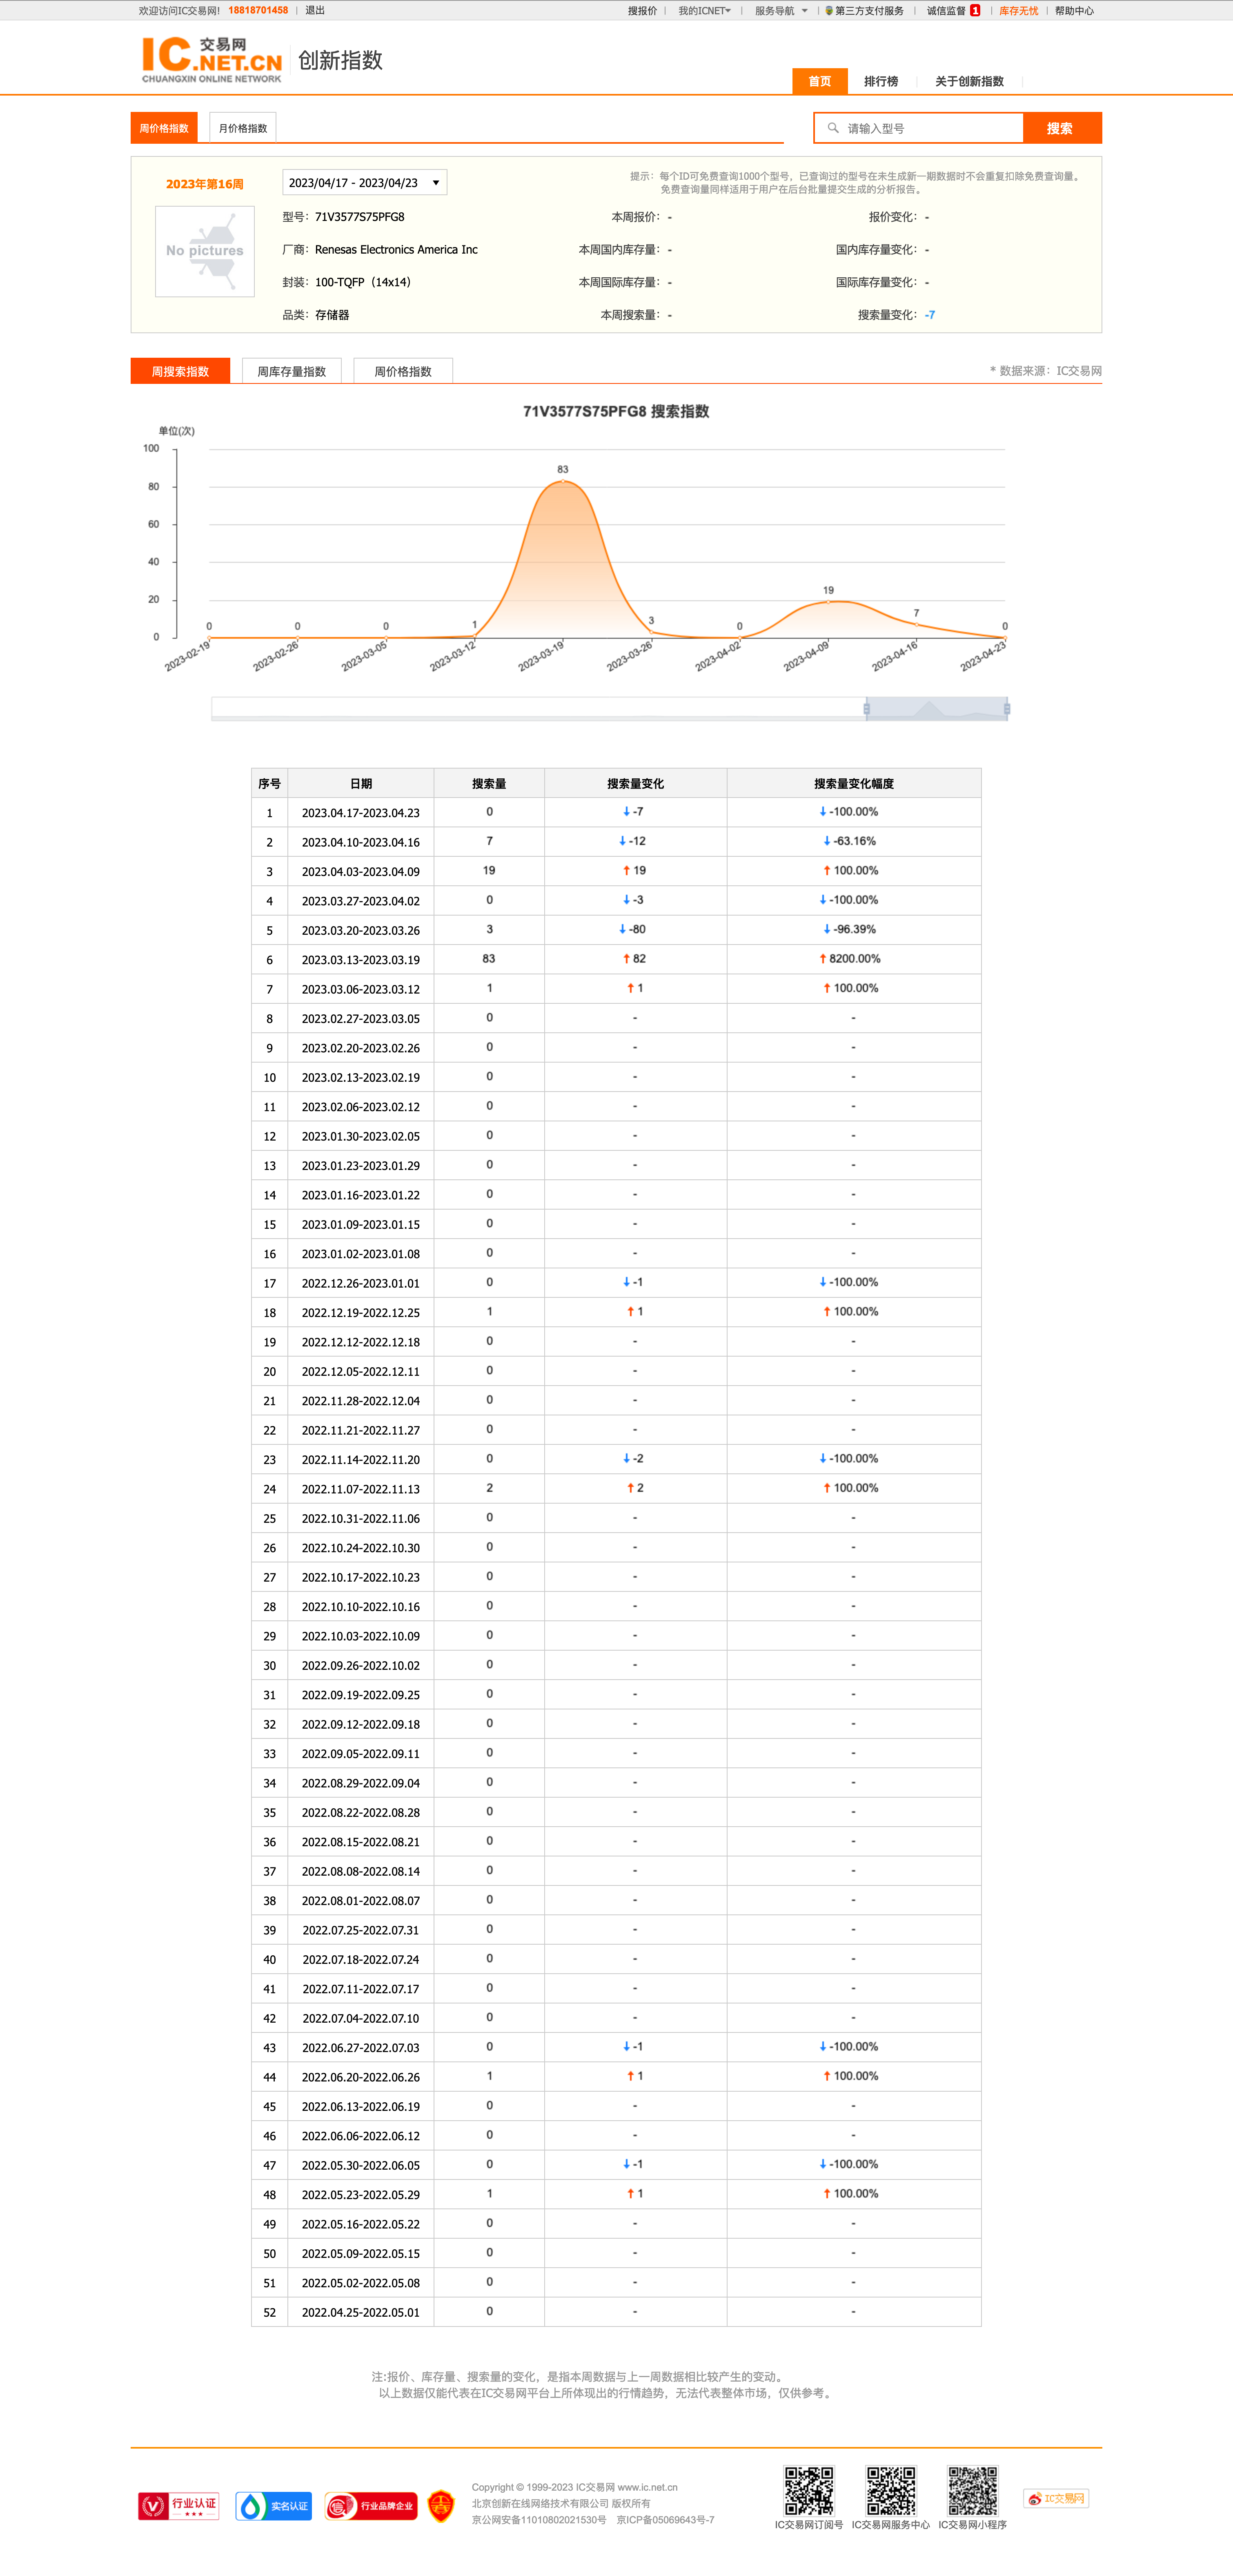 欢迎访问IC交易网! 18818701458 | 退出 搜报价 | 我的ICNET | 服务导航 | 第三方支付服务 | 诚信监督 1 | 库存无忧 | 帮助中心
IC 交易网
.NET.CN
CHUANGXIN ONLINE NETWORK
创新指数
首页 排行榜 关于创新指数
周价格指数 月价格指数 请输入型号 搜索
2023年第16周 2023/04/17 - 2023/04/23 提示：每个ID可免费查询1000个型号，已查询过的型号在未生成新一期数据时不会重复扣除免费查询量。
免费查询量同样适用于用户在后台批量提交生成的分析报告。
No pictures
型号：71V3577S75PFG8 本周报价：- 报价变化：-
厂商：Renesas Electronics America Inc 本周国内库存量：- 国内库存量变化：-
封装：100-TQFP（14x14） 本周国际库存量：- 国际库存量变化：-
品类：存储器 本周搜索量：- 搜索量变化：-7
周搜索指数 周库存量指数 周价格指数 * 数据来源：IC交易网
71V3577S75PFG8 搜索指数
单位(次)
100
80
60
40
20
0
0 0 0 1 83 3 0 19 7 0
2023-02-19 2023-02-26 2023-03-05 2023-03-12 2023-03-19 2023-03-26 2023-04-02 2023-04-09 2023-04-16 2023-04-23
序号 日期 搜索量 搜索量变化 搜索量变化幅度
1 2023.04.17-2023.04.23 0 ↓ -7 ↓ -100.00%
2 2023.04.10-2023.04.16 7 ↓ -12 ↓ -63.16%
3 2023.04.03-2023.04.09 19 ↑ 19 ↑ 100.00%
4 2023.03.27-2023.04.02 0 ↓ -3 ↓ -100.00%
5 2023.03.20-2023.03.26 3 ↓ -80 ↓ -96.39%
6 2023.03.13-2023.03.19 83 ↑ 82 ↑ 8200.00%
7 2023.03.06-2023.03.12 1 ↑ 1 ↑ 100.00%
8 2023.02.27-2023.03.05 0 - -
9 2023.02.20-2023.02.26 0 - -
10 2023.02.13-2023.02.19 0 - -
11 2023.02.06-2023.02.12 0 - -
12 2023.01.30-2023.02.05 0 - -
13 2023.01.23-2023.01.29 0 - -
14 2023.01.16-2023.01.22 0 - -
15 2023.01.09-2023.01.15 0 - -
16 2023.01.02-2023.01.08 0 - -
17 2022.12.26-2023.01.01 0 ↓ -1 ↓ -100.00%
18 2022.12.19-2022.12.25 1 ↑ 1 ↑ 100.00%
19 2022.12.12-2022.12.18 0 - -
20 2022.12.05-2022.12.11 0 - -
21 2022.11.28-2022.12.04 0 - -
22 2022.11.21-2022.11.27 0 - -
23 2022.11.14-2022.11.20 0 ↓ -2 ↓ -100.00%
24 2022.11.07-2022.11.13 2 ↑ 2 ↑ 100.00%
25 2022.10.31-2022.11.06 0 - -
26 2022.10.24-2022.10.30 0 - -
27 2022.10.17-2022.10.23 0 - -
28 2022.10.10-2022.10.16 0 - -
29 2022.10.03-2022.10.09 0 - -
30 2022.09.26-2022.10.02 0 - -
31 2022.09.19-2022.09.25 0 - -
32 2022.09.12-2022.09.18 0 - -
33 2022.09.05-2022.09.11 0 - -
34 2022.08.29-2022.09.04 0 - -
35 2022.08.22-2022.08.28 0 - -
36 2022.08.15-2022.08.21 0 - -
37 2022.08.08-2022.08.14 0 - -
38 2022.08.01-2022.08.07 0 - -
39 2022.07.25-2022.07.31 0 - -
40 2022.07.18-2022.07.24 0 - -
41 2022.07.11-2022.07.17 0 - -
42 2022.07.04-2022.07.10 0 - -
43 2022.06.27-2022.07.03 0 ↓ -1 ↓ -100.00%
44 2022.06.20-2022.06.26 1 ↑ 1 ↑ 100.00%
45 2022.06.13-2022.06.19 0 - -
46 2022.06.06-2022.06.12 0 - -
47 2022.05.30-2022.06.05 0 ↓ -1 ↓ -100.00%
48 2022.05.23-2022.05.29 1 ↑ 1 ↑ 100.00%
49 2022.05.16-2022.05.22 0 - -
50 2022.05.09-2022.05.15 0 - -
51 2022.05.02-2022.05.08 0 - -
52 2022.04.25-2022.05.01 0 - -
注:报价、库存量、搜索量的变化，是指本周数据与上一周数据相比较产生的变动。
以上数据仅能代表在IC交易网平台上所体现出的行情趋势，无法代表整体市场，仅供参考。
行业认证 实名认证 行业品牌企业
Copyright © 1999-2023 IC交易网 www.ic.net.cn
北京创新在线网络技术有限公司 版权所有
京公网安备11010802021530号 京ICP备05069643号-7
IC交易网订阅号 IC交易网服务中心 IC交易网小程序
IC交易网